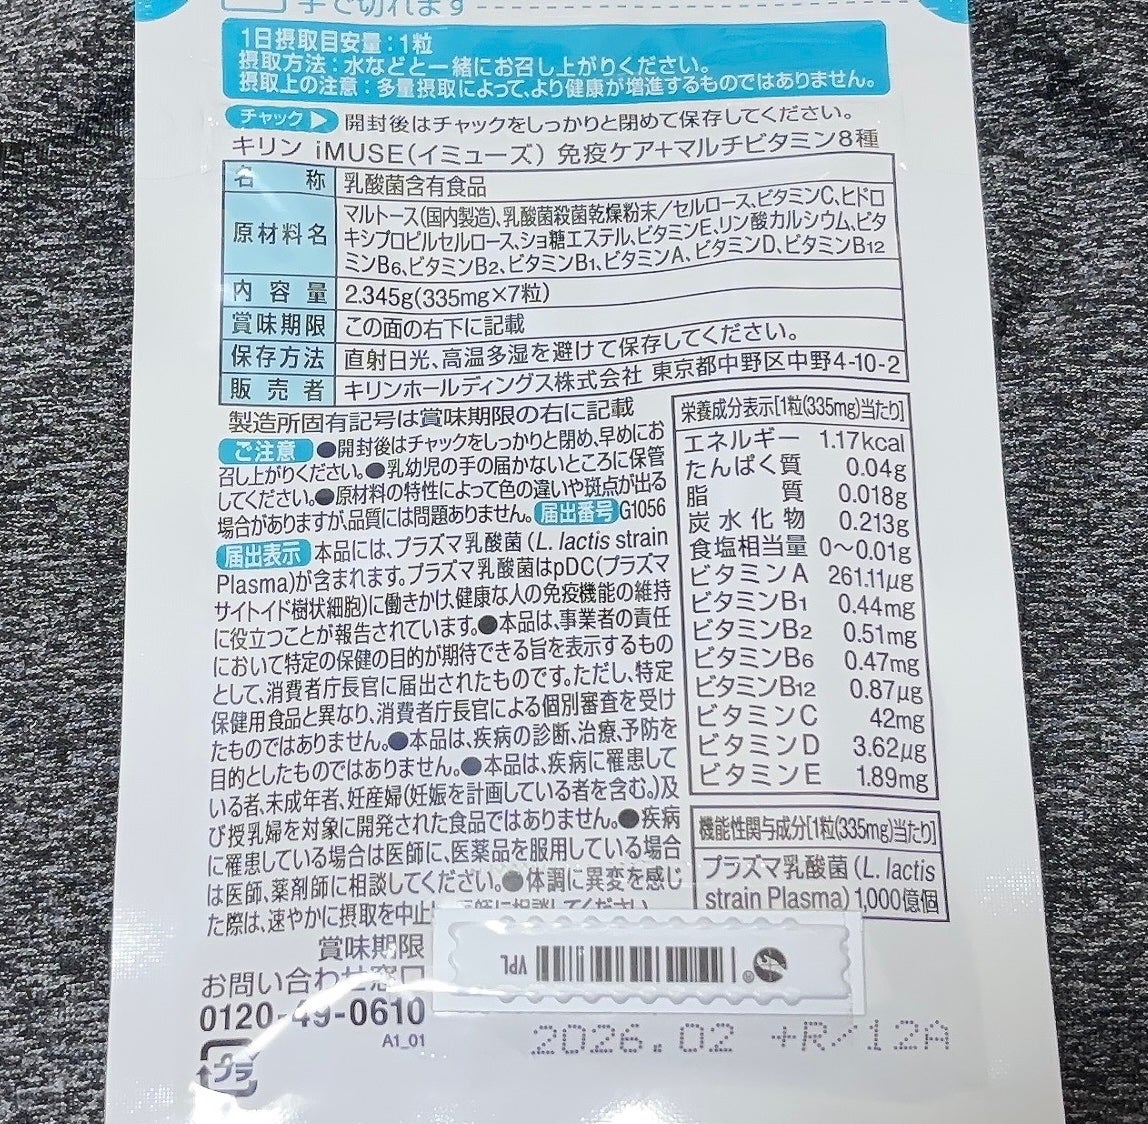 手で切れます
1日摂取目安量：1粒
摂取方法：水などと一緒にお召し上がりください。
摂取上の注意：多量摂取によって、より健康が増進するものではありません。
チャック 開封後はチャックをしっかりと閉めて保存してください。
キリン iMUSE(イミューズ) 免疫ケア+マルチビタミン8種
名称 乳酸菌含有食品
原材料名 マルトース(国内製造)、乳酸菌殺菌乾燥粉末/セルロース、ビタミンC、ヒドロ
キシプロピルセルロース、ショ糖エステル、ビタミンE、リン酸カルシウム、ビタ
ミンB6、ビタミンB2、ビタミンB1、ビタミンA、ビタミンD、ビタミンB12
内容量 2.345g(335mg×7粒)
賞味期限 この面の右下に記載
保存方法 直射日光、高温多湿を避けて保存してください。
販売者 キリンホールディングス株式会社 東京都中野区中野4-10-2
製造所固有記号は賞味期限の右に記載
ご注意 ●開封後はチャックをしっかりと閉め、早めにお
召し上がりください。●乳幼児の手の届かないところに保管
してください。●原材料の特性によって色の違いや斑点が出る
場合がありますが、品質には問題ありません。 届出番号 G1056
届出表示 本品には、プラズマ乳酸菌(L. lactis strain
Plasma)が含まれます。プラズマ乳酸菌はpDC(プラズマ
サイトイド樹状細胞)に働きかけ、健康な人の免疫機能の維持
に役立つことが報告されています。●本品は、事業者の責任
において特定の保健の目的が期待できる旨を表示するもの
として、消費者庁長官に届出されたものです。ただし、特定
保健用食品と異なり、消費者庁長官による個別審査を受け
たものではありません。●本品は、疾病の診断、治療、予防を
目的としたものではありません。●本品は、疾病に罹患して
いる者、未成年者、妊産婦(妊娠を計画している者を含む。)及
び授乳婦を対象に開発された食品ではありません。●疾病
に罹患している場合は医師に、医薬品を服用している場合
は医師、薬剤師に相談してください。●体調に異変を感じ
た際は、速やかに摂取を中止し 医師に相談してください
栄養成分表示[1粒(335mg)当たり]
エネルギー 1.17kcal
たんぱく質 0.04g
脂質 0.018g
炭水化物 0.213g
食塩相当量 0〜0.01g
ビタミンA 261.11μg
ビタミンB1 0.44mg
ビタミンB2 0.51mg
ビタミンB6 0.47mg
ビタミンB12 0.87μg
ビタミンC 42mg
ビタミンD 3.62μg
ビタミンE 1.89mg
機能性関与成分[1粒(335mg)当たり]
プラズマ乳酸菌(L. lactis
strain Plasma) 1,000億個
賞味期限
お問い合わせ窓口
0120-49-0610
A1_01
プラ
VPL
®
2026.02 +R/12A